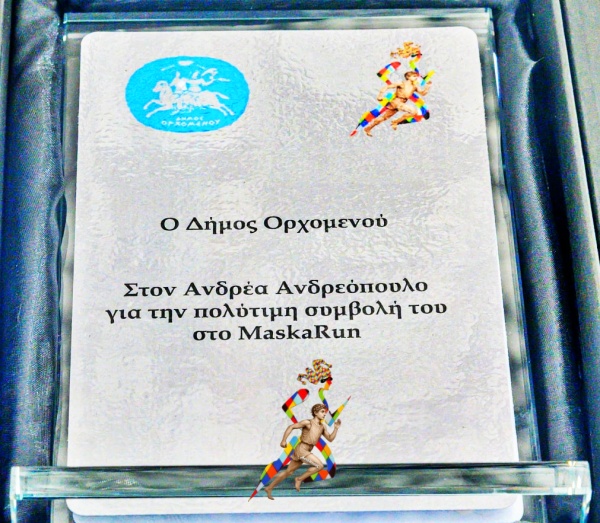 ΔΗΜΟΣ
ΟΡΧΟΜΕΝΟΥ
Ο Δήμος Ορχομενού
Στον Ανδρέα Ανδρεόπουλο
για την πολύτιμη συμβολή του
στο MaskaRun